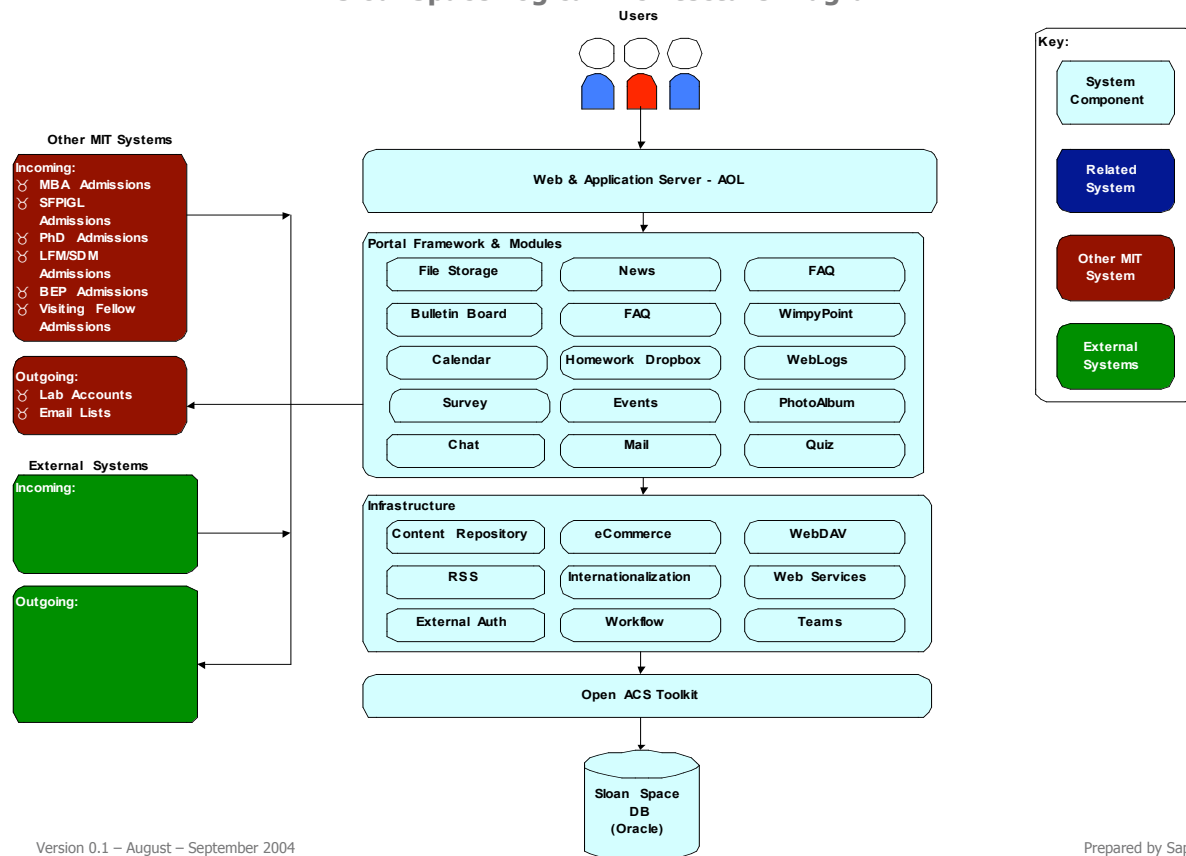 Users
Key:
System
Component
Related
System
Other MIT
System
External
Systems
Other MIT Systems
Incoming:
MBA Admissions
SFPIGL
Admissions
PhD Admissions
LFM/SDM
Admissions
BEP Admissions
Visiting Fellow
Admissions
Outgoing:
Lab Accounts
Email Lists
External Systems
Incoming:
Outgoing:
Web & Application Server - AOL
Portal Framework & Modules
File Storage News FAQ
Bulletin Board FAQ WimpyPoint
Calendar Homework Dropbox WebLogs
Survey Events PhotoAlbum
Chat Mail Quiz
Infrastructure
Content Repository eCommerce WebDAV
RSS Internationalization Web Services
External Auth Workflow Teams
Open ACS Toolkit
Sloan Space
DB
(Oracle)
Version 0.1 – August – September 2004
Prepared by